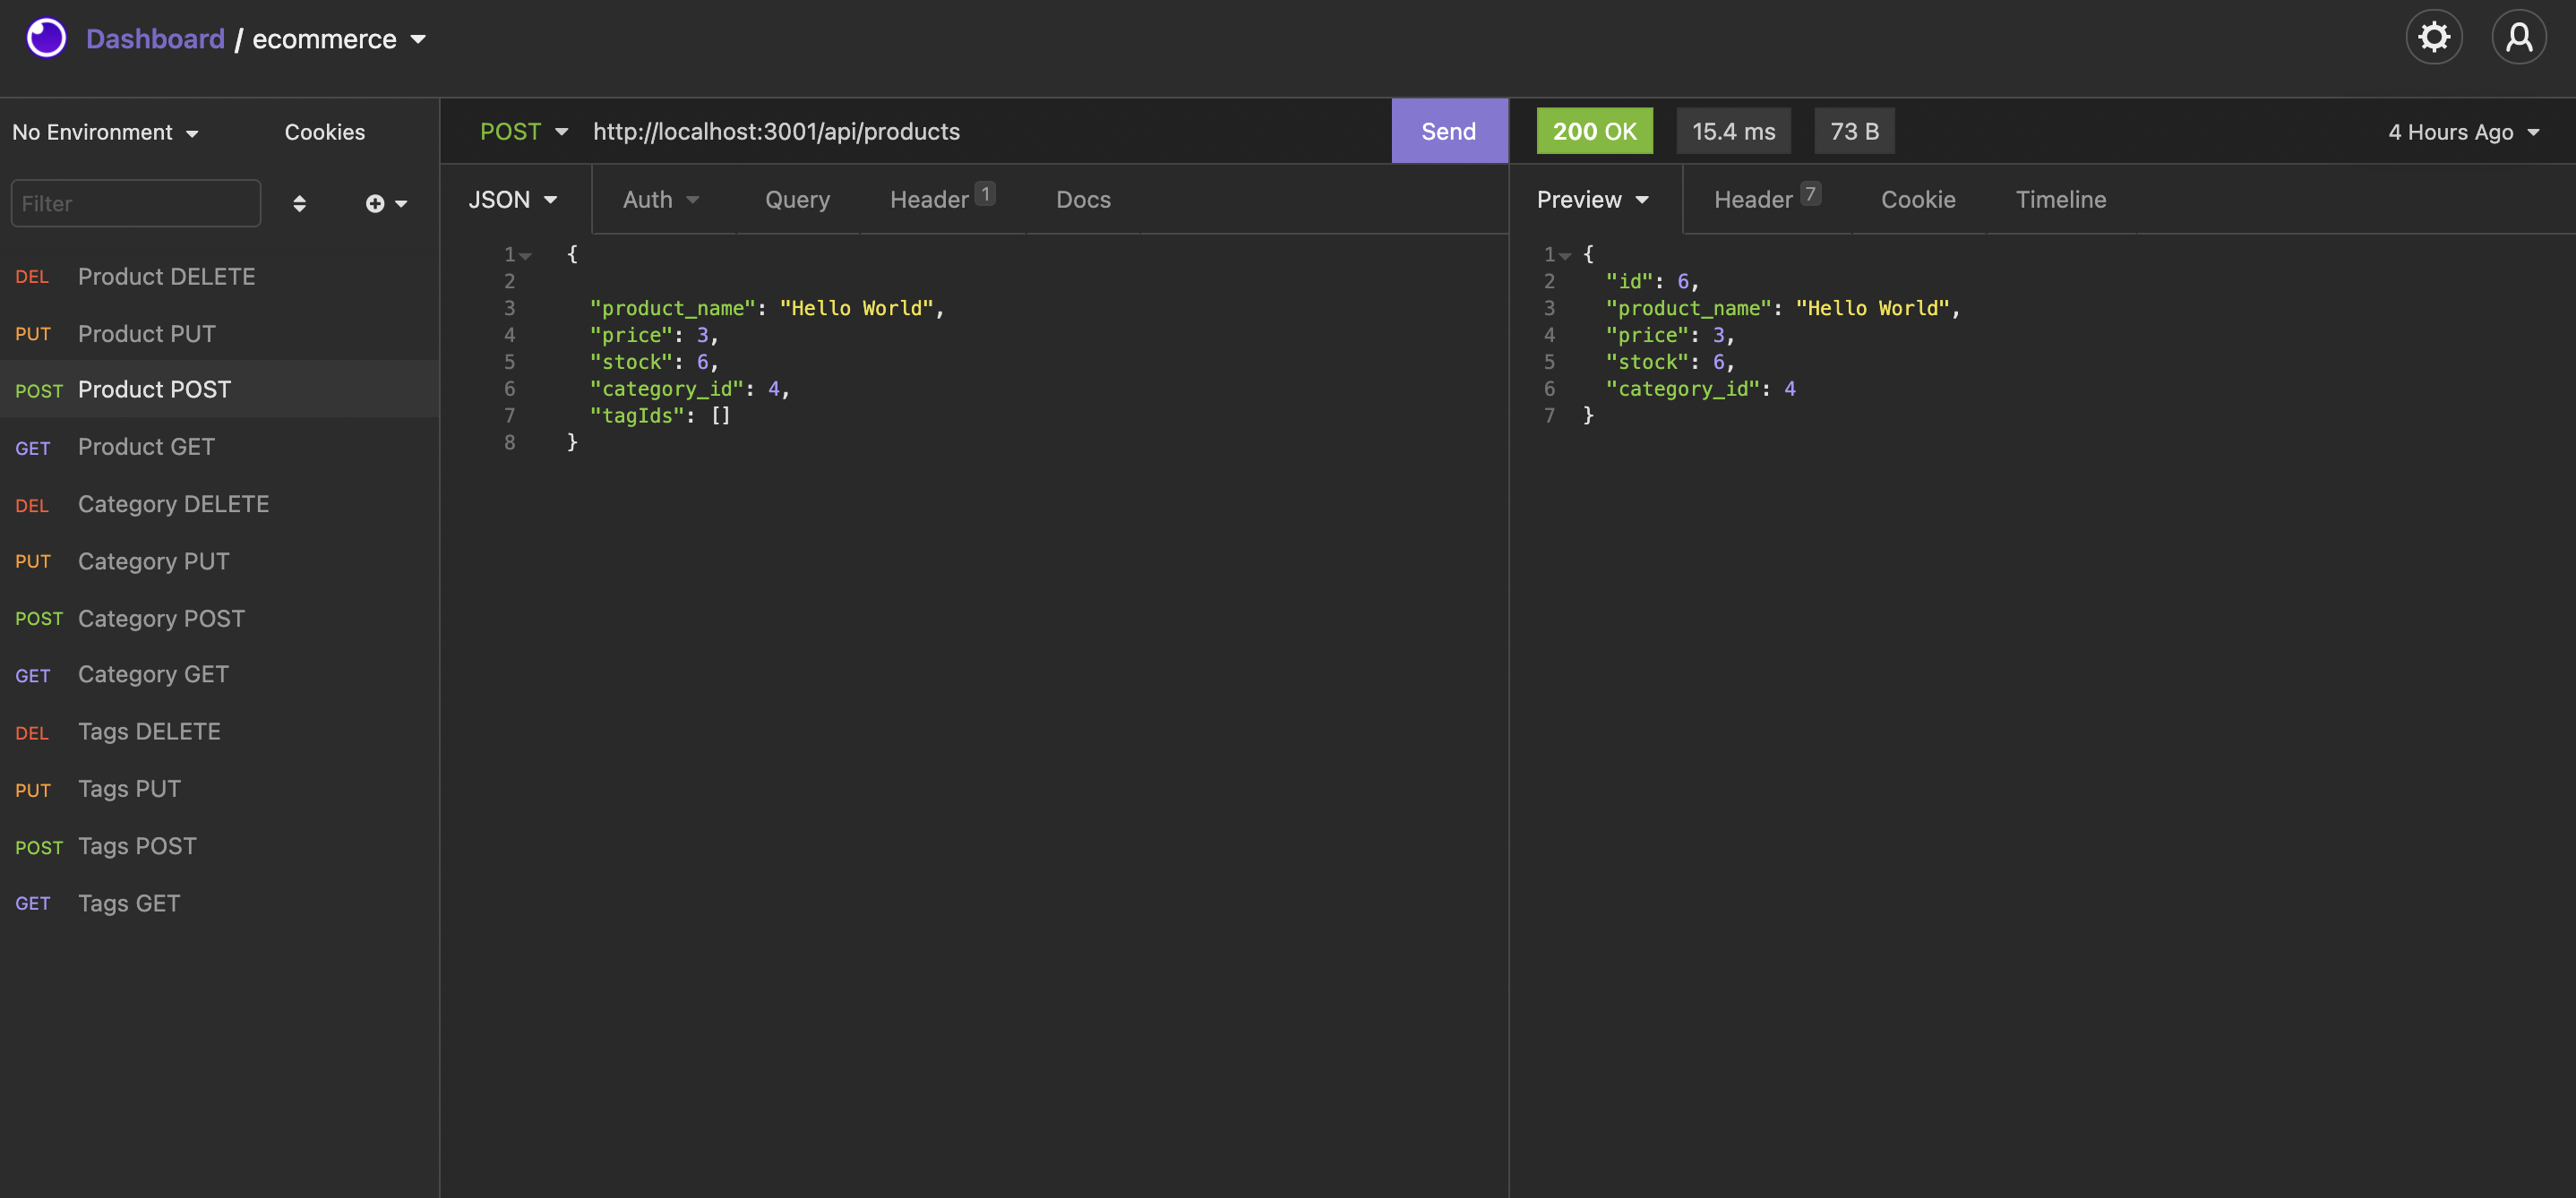 Dashboard / ecommerce
No Environment Cookies
Filter
DEL Product DELETE
PUT Product PUT
POST Product POST
GET Product GET
DEL Category DELETE
PUT Category PUT
POST Category POST
GET Category GET
DEL Tags DELETE
PUT Tags PUT
POST Tags POST
GET Tags GET
POST http://localhost:3001/api/products Send
JSON Auth Query Header 1 Docs
1 {
2
3 "product_name": "Hello World",
4 "price": 3,
5 "stock": 6,
6 "category_id": 4,
7 "tagIds": []
8 }
200 OK 15.4 ms 73 B 4 Hours Ago
Preview Header 7 Cookie Timeline
1 {
2 "id": 6,
3 "product_name": "Hello World",
4 "price": 3,
5 "stock": 6,
6 "category_id": 4
7 }